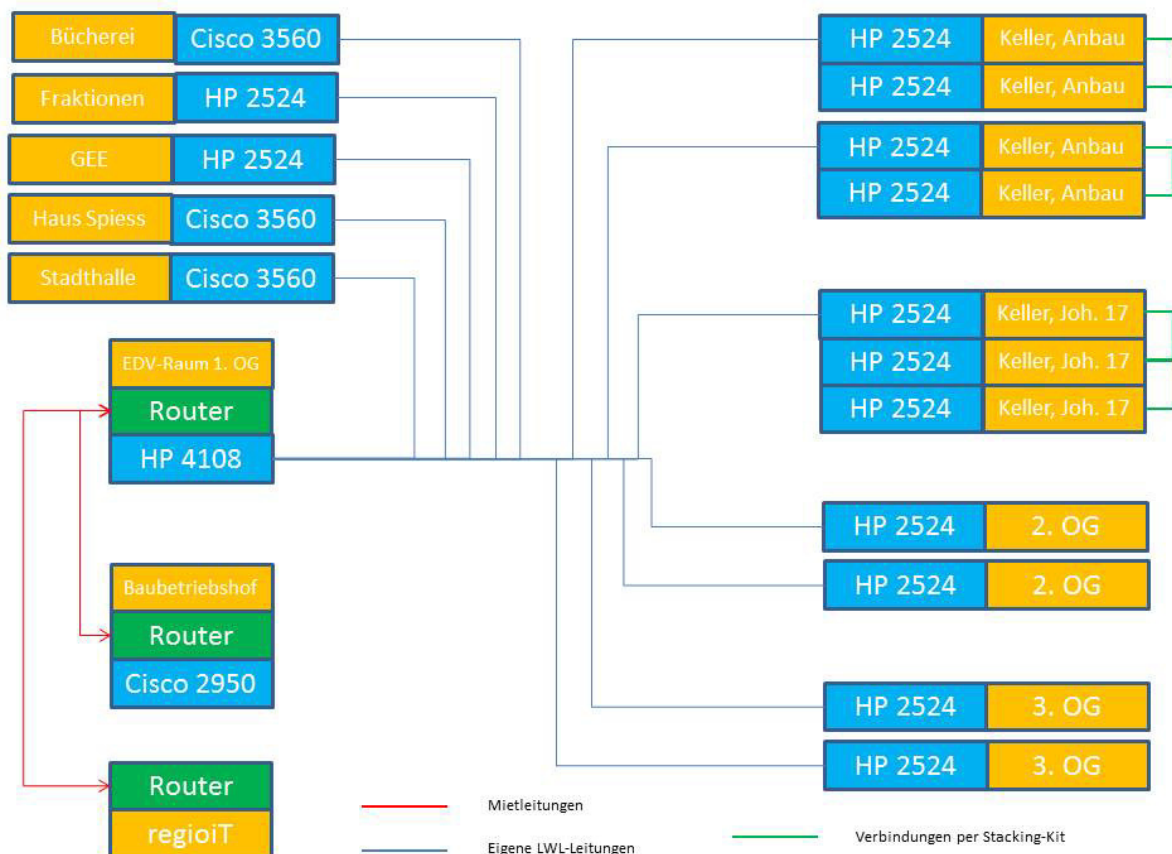 Bücherei
Cisco 3560
Fraktionen
HP 2524
GEE
HP 2524
Haus Spiess
Cisco 3560
Stadthalle
Cisco 3560
EDV-Raum 1. OG
Router
HP 4108
Baubetriebshof
Router
Cisco 2950
Router
regioiT
HP 2524
Keller, Anbau
HP 2524
Keller, Anbau
HP 2524
Keller, Anbau
HP 2524
Keller, Anbau
HP 2524
Keller, Joh. 17
HP 2524
Keller, Joh. 17
HP 2524
Keller, Joh. 17
HP 2524
2. OG
HP 2524
2. OG
HP 2524
3. OG
HP 2524
3. OG
Mietleitungen
Eigene LWL-Leitungen
Verbindungen per Stacking-Kit